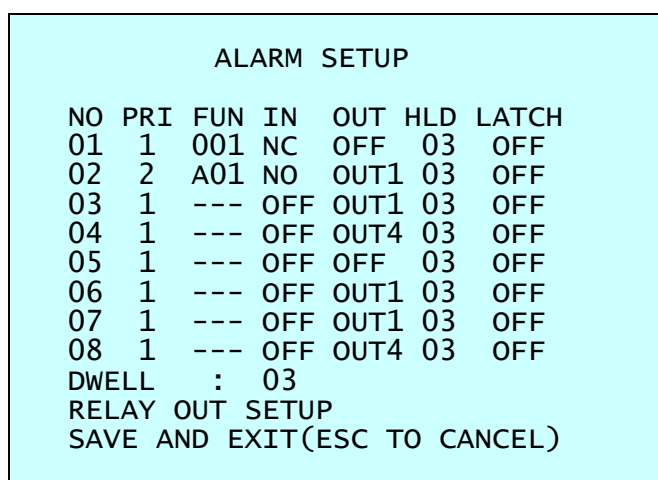 ALARM SETUP
NO PRI FUN IN OUT HLD LATCH
01 1 001 NC OFF 03 OFF
02 2 A01 NO OUT1 03 OFF
03 1 --- OFF OUT1 03 OFF
04 1 --- OFF OUT4 03 OFF
05 1 --- OFF OFF 03 OFF
06 1 --- OFF OUT1 03 OFF
07 1 --- OFF OUT1 03 OFF
08 1 --- OFF OUT4 03 OFF
DWELL : 03
RELAY OUT SETUP
SAVE AND EXIT(ESC TO CANCEL)